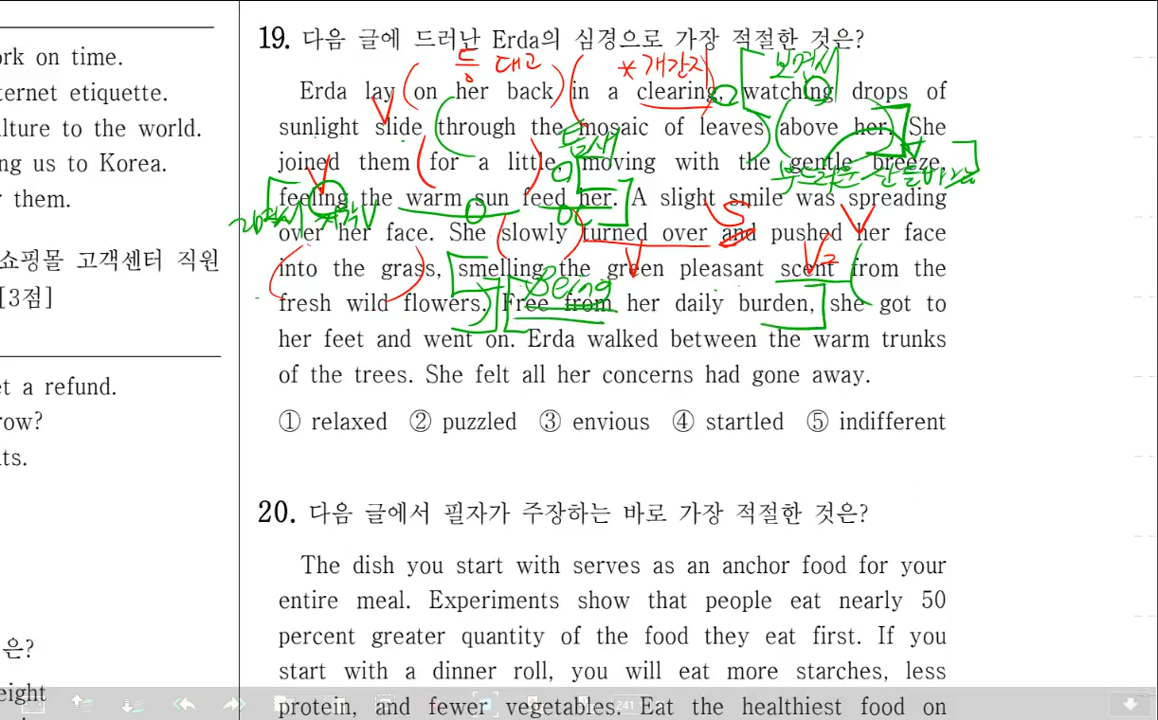 ork on time.
ternet etiquette.
ulture to the world.
ng us to Korea.
r them.
쇼핑몰 고객센터 직원
[3점]
et a refund.
row?
ts.
은?
eight
19. 다음 글에 드러난 Erda의 심경으로 가장 적절한 것은?
등 대고
*개간지
보면서
Erda lay on her back in a clearing, watching drops of
sunlight slide through the mosaic of leaves above her. She
틈새
joined them for a little, moving with the gentle breeze,
부드러운 산들바람
feeling the warm sun feed her. A slight smile was spreading
over her face. She slowly turned over and pushed her face
S
V
into the grass, smelling the green pleasant scent from the
V2
Being
fresh wild flowers. Free from her daily burden, she got to
her feet and went on. Erda walked between the warm trunks
of the trees. She felt all her concerns had gone away.
① relaxed ② puzzled ③ envious ④ startled ⑤ indifferent
20. 다음 글에서 필자가 주장하는 바로 가장 적절한 것은?
The dish you start with serves as an anchor food for your
entire meal. Experiments show that people eat nearly 50
percent greater quantity of the food they eat first. If you
start with a dinner roll, you will eat more starches, less
protein, and fewer vegetables. Eat the healthiest food on